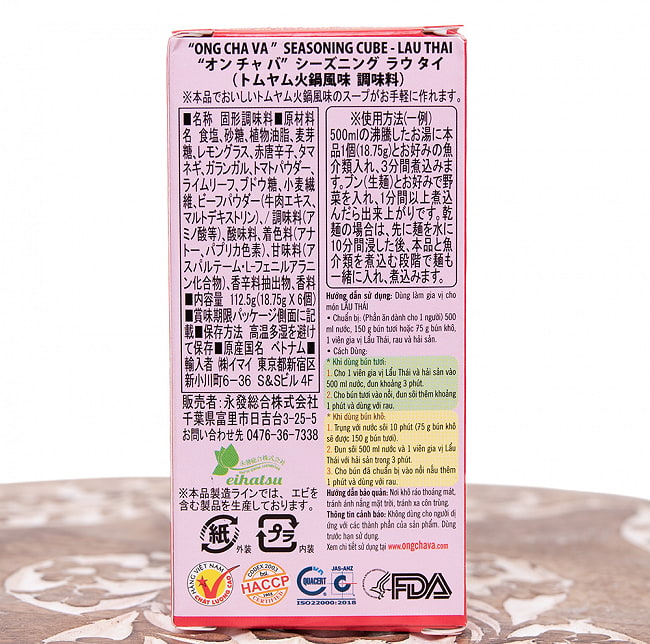 "ONG CHA VA" SEASONING CUBE - LAU THAI
"オン チャ バ" シーズニング ラウ タイ
(トムヤム火鍋風味 調味料)
※本品でおいしいトムヤム火鍋風味のスープがお手軽に作れます。
■名称 固形調味料■原材料
名 食塩、砂糖、植物油脂、麦芽
糖、レモングラス、赤唐辛子、タマ
ネギ、ガランガル、トマトパウダー、
ライムリーフ、ブドウ糖、小麦繊
維、ビーフパウダー(牛肉エキス、
マルトデキストリン)、/調味料(ア
ミノ酸等)、酸味料、着色料(アナ
トー、パプリカ色素)、甘味料(ア
スパルテーム・L-フェニルアラニ
ン化合物)、香辛料抽出物、香料
■内容量 112.5g(18.75g X 6個)
■賞味期限パッケージ側面に記
載■保存方法 高温多湿を避け
て保存■原産国名 ベトナム■
輸入者 ㈱イマイ 東京都新宿区
新小川町6-36 S&Sビル 4F
販売者:永發総合株式会社
千葉県富里市日吉台3-25-5
お問い合わせ先 0476-36-7338
永發総合株式会社
eihatsu
※本品製造ラインでは、エビを
含む製品を生産しております。
紙 外装
プラ 内装
※使用方法(一例)
500mlの沸騰したお湯に本
品1個(18.75g)とお好みの魚
介類入れ、3分間煮込みま
す。ブン(生麺)とお好みで野
菜を入れ、1分間以上煮込
んだら出来上がりです。乾
麺の場合は、先に麺を水に
10分間浸した後、本品と魚
介類を煮込む段階で麺も
一緒に入れ、煮込みます。
Hướng dẫn sử dụng: Dùng làm gia vị cho
món LẨU THÁI
• Chuẩn bị: (Phần ăn dành cho 1 người) 500
ml nước, 150 g bún tươi hoặc 75 g bún khô,
1 viên gia vị Lẩu Thái, rau và hải sản.
• Cách Dùng:
* Khi dùng bún tươi:
1. Cho 1 viên gia vị Lẩu Thái và hải sản vào
500 ml nước, đun khoảng 3 phút.
2. Cho bún tươi vào nồi, đun sôi thêm khoảng
1 phút và dùng với rau.
* Khi dùng bún khô:
1. Trụng với nước sôi 10 phút (75 g bún khô
sẽ được 150 g bún tươi).
2. Đun sôi 500 ml nước và 1 viên gia vị Lẩu
Thái với hải sản trong 3 phút.
3. Cho bún đã chuẩn bị vào nồi nấu thêm
1 phút và dùng với rau.
Hướng dẫn bảo quản: Nơi khô ráo thoáng mát,
tránh ánh nắng mặt trời, tránh xa côn trùng.
Thông tin cảnh báo: Không dùng cho người dị
ứng với các thành phần của sản phẩm. Dùng
trước hạn sử dụng.
Xem chi tiết sử dụng tại www.ongchava.com
HÀNG VIỆT NAM
CHẤT LƯỢNG CAO
CODEX 2003
by
HACCP
CERTIFIED
QUACERT
JAS-ANZ
ISO22000:2018
FDA